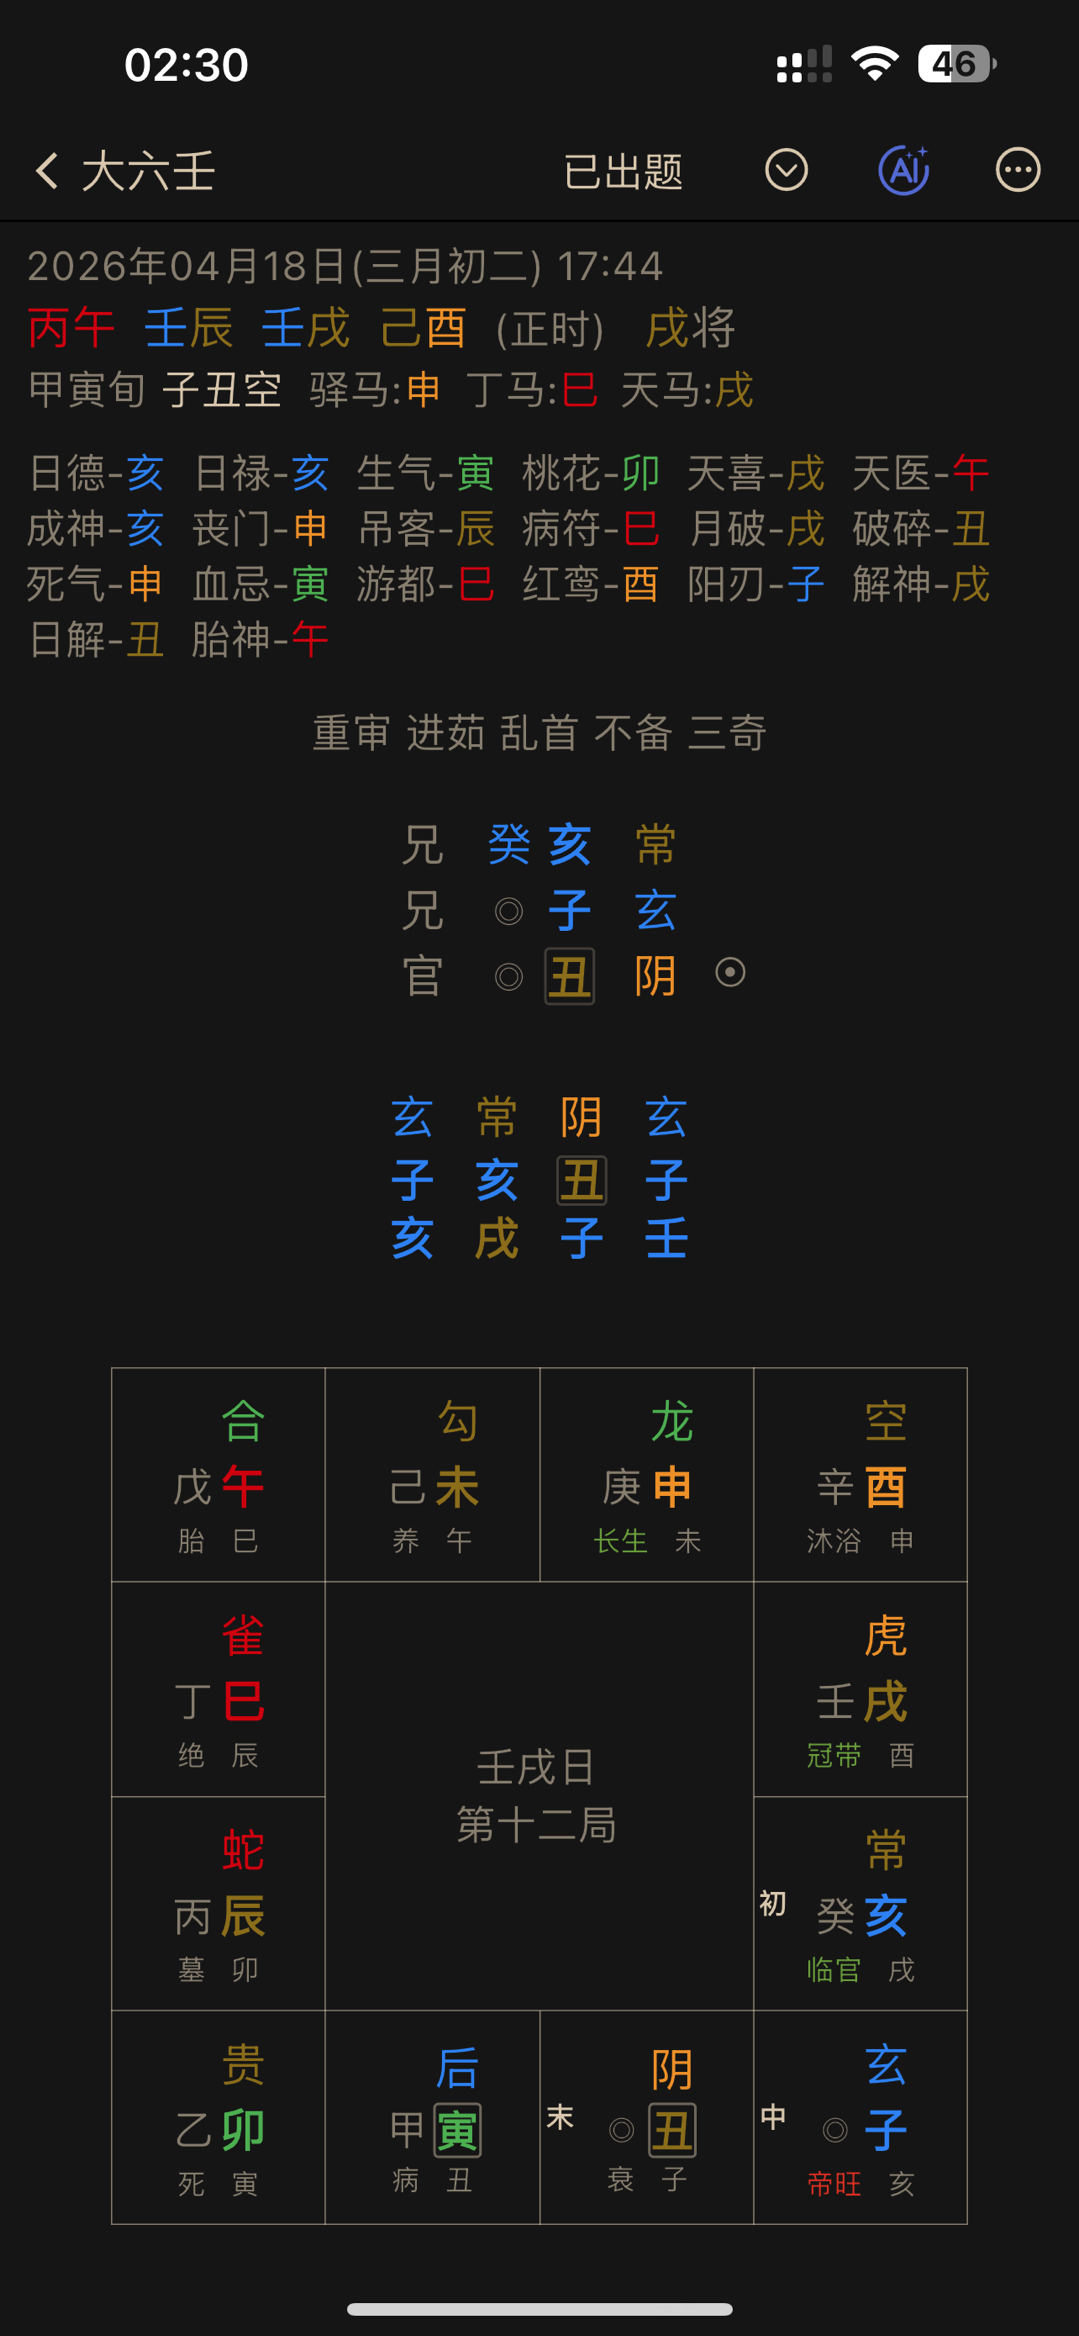 02:30
46
大六壬 已出题 AI
2026年04月18日(三月初二) 17:44
丙午 壬辰 壬戌 己酉 (正时) 戌将
甲寅旬 子丑空 驿马:申 丁马:巳 天马:戌
日德-亥 日禄-亥 生气-寅 桃花-卯 天喜-戌 天医-午
成神-亥 丧门-申 吊客-辰 病符-巳 月破-戌 破碎-丑
死气-申 血忌-寅 游都-巳 红鸾-酉 阳刃-子 解神-戌
日解-丑 胎神-午
重审 进茹 乱首 不备 三奇
兄 癸亥 常
兄 ◎ 子 玄
官 ◎ 丑 阴 ⊙
玄 常 阴 玄
子 亥 丑 子
亥 戌 子 壬
合 勾 龙 空
戊午 己未 庚申 辛酉
胎 巳 养 午 长生 未 沐浴 申
雀 虎
丁巳 壬戌
绝 辰 冠带 酉
壬戌日
第十二局
蛇 常
丙辰 初 癸亥
墓 卯 临官 戌
贵 后 阴 玄
乙卯 甲寅 末 ◎ 丑 中 ◎ 子
死 寅 病 丑 衰 子 帝旺 亥